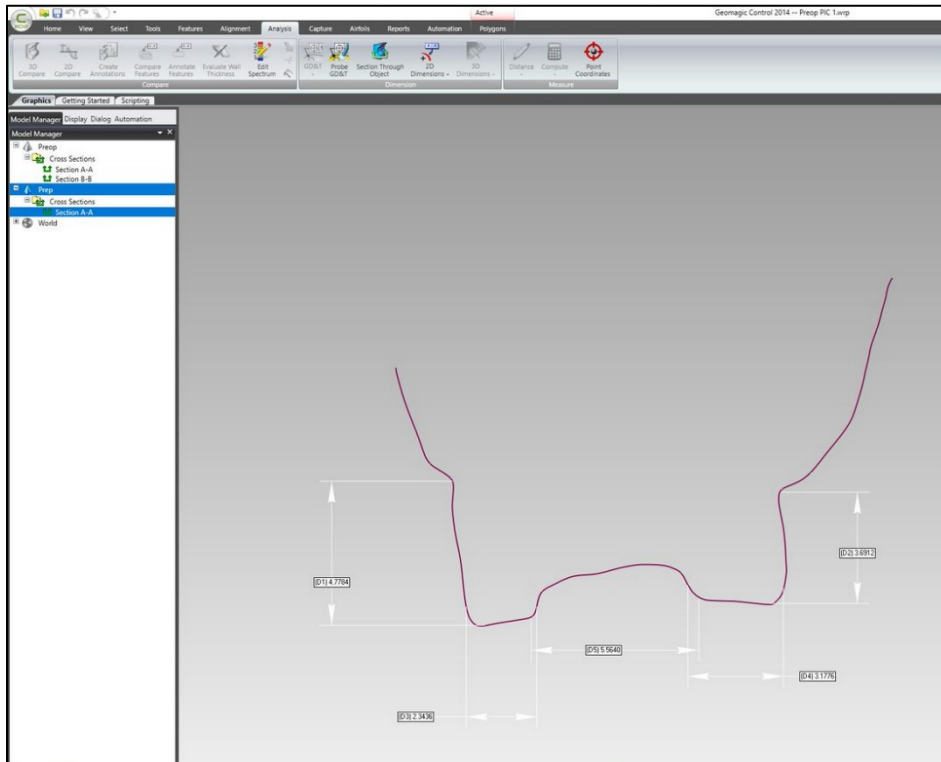 Active
Geomagic Control 2014 -- Preop PIC 1.wrp
Home View Select Tools Features Alignment Analysis Capture Airfoils Reports Automation Polygons
3D Compare
2D Compare
Create Annotations
Compare Features
Annotate Features
Evaluate Wall Thickness
Edit Spectrum
GD&T
Probe GD&T
Section Through Object
2D Dimensions
3D Dimensions
Distance
Compute
Point Coordinates
Compare
Dimension
Measure
Graphics Getting Started Scripting
Model Manager Display Dialog Automation
Model Manager
Preop
Cross Sections
Section A-A
Section B-B
Prep
Cross Sections
Section A-A
World
(D1) 4.7784
(D2) 3.6912
(D5) 5.5640
(D4) 3.1776
(D3) 2.3436